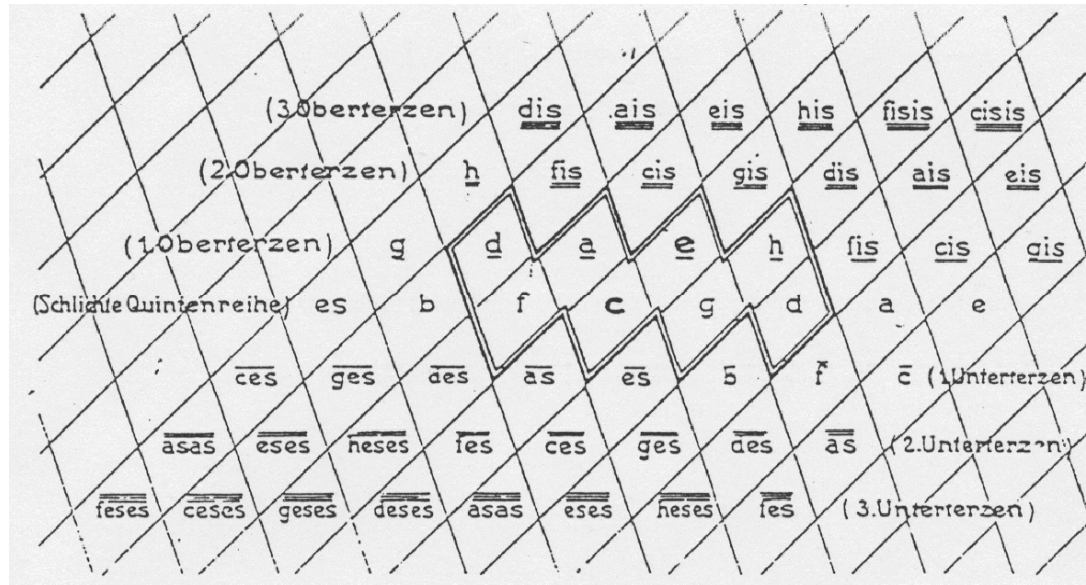 (3.Oberterzen) dis ais eis his fisis cisis
(2.Oberterzen) h fis cis gis dis ais eis
(1.Oberterzen) g d a e h fis cis gis
(Schlichte Quintenreihe) es b f c g d a e
ces ges des as es b f c (1.Unterterzen)
asas eses heses fes ces ges des as (2.Unterterzen)
feses ceses geses deses asas eses heses fes (3.Unterterzen)